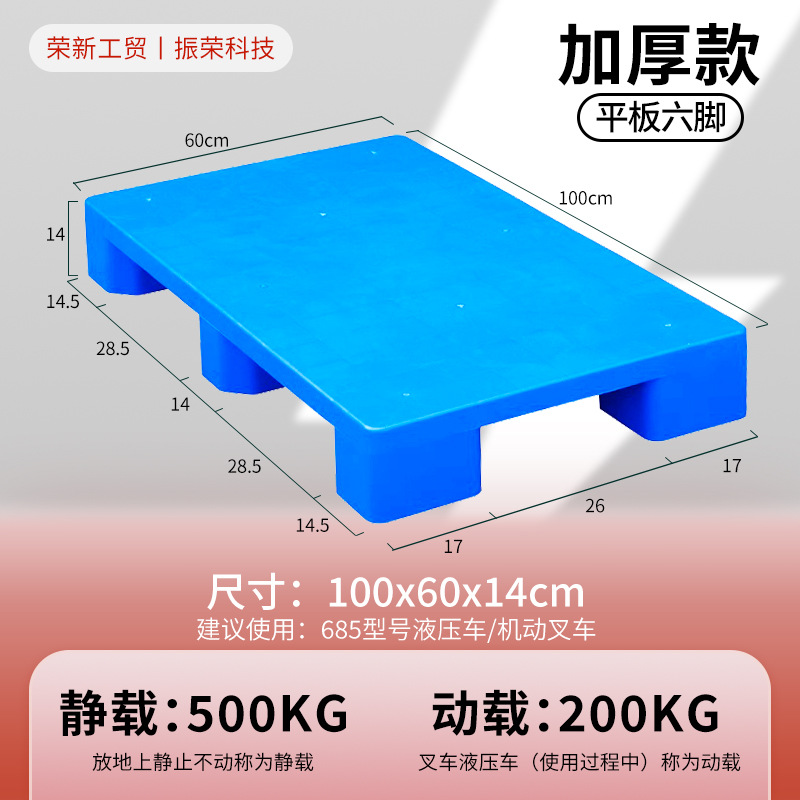 荣新工贸丨振荣科技
加厚款
平板六脚
60cm
100cm
14
14.5
28.5
14
28.5
14.5
17
26
17
尺寸：100x60x14cm
建议使用：685型号液压车/机动叉车
静载:500KG
放地上静止不动称为静载
动载:200KG
叉车液压车（使用过程中）称为动载